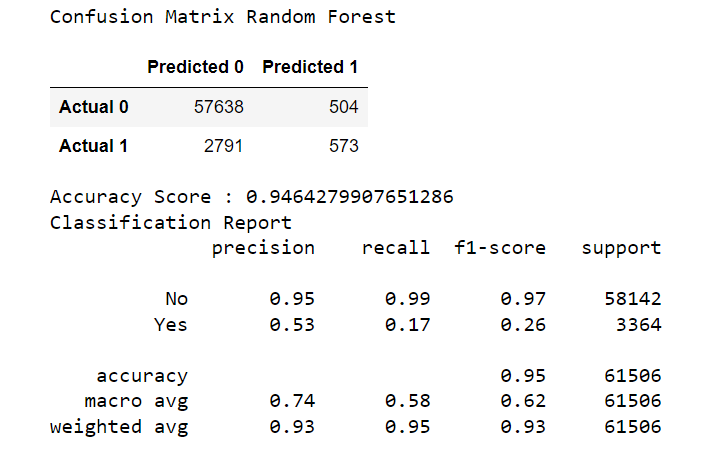 Confusion Matrix Random Forest
Predicted 0 Predicted 1
Actual 0 57638 504
Actual 1 2791 573
Accuracy Score : 0.9464279907651286
Classification Report
precision recall f1-score support
No 0.95 0.99 0.97 58142
Yes 0.53 0.17 0.26 3364
accuracy 0.95 61506
macro avg 0.74 0.58 0.62 61506
weighted avg 0.93 0.95 0.93 61506